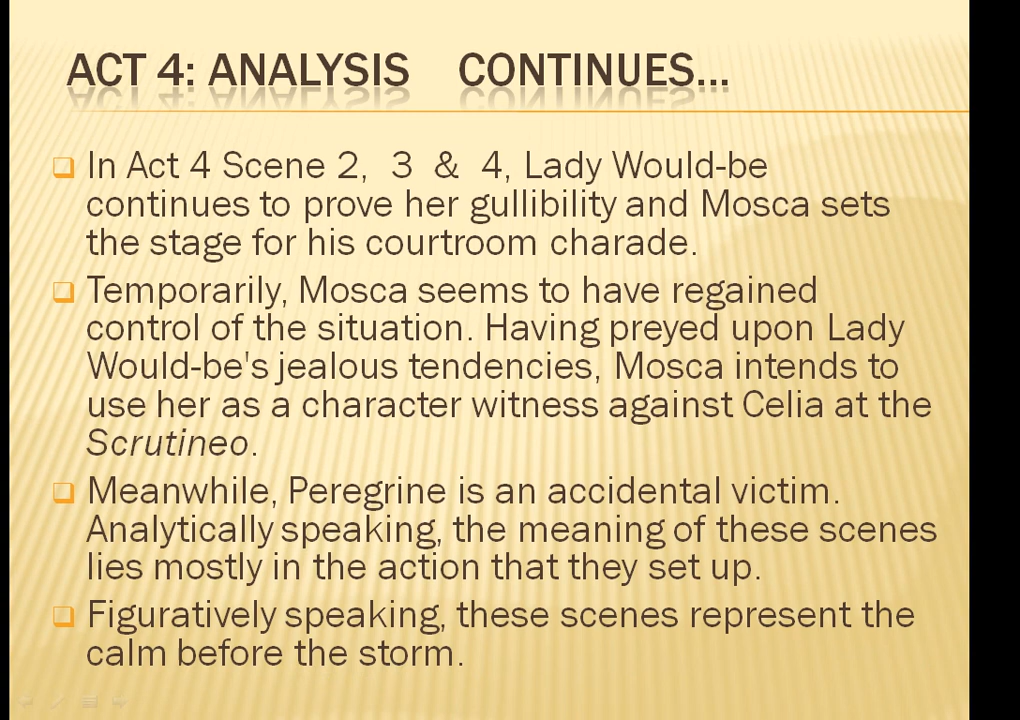 ACT 4: ANALYSIS CONTINUES...
In Act 4 Scene 2, 3 & 4, Lady Would-be
continues to prove her gullibility and Mosca sets
the stage for his courtroom charade.
Temporarily, Mosca seems to have regained
control of the situation. Having preyed upon Lady
Would-be's jealous tendencies, Mosca intends to
use her as a character witness against Celia at the
Scrutineo.
Meanwhile, Peregrine is an accidental victim.
Analytically speaking, the meaning of these scenes
lies mostly in the action that they set up.
Figuratively speaking, these scenes represent the
calm before the storm.